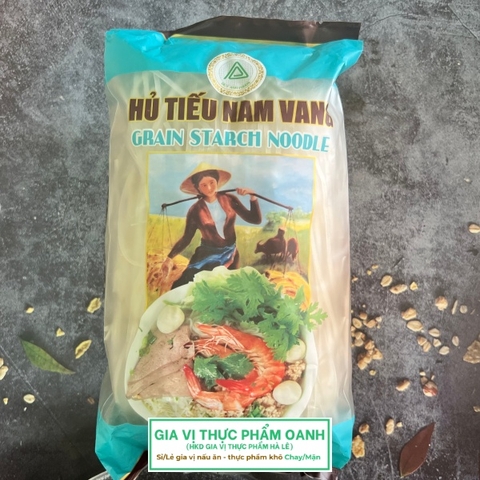 HỦ TIẾU NAM VANG
GRAIN STARCH NOODLE
GIA VỊ THỰC PHẨM OANH
(HKD GIA VỊ THỰC PHẨM HÀ LÊ)
Sỉ/Lẻ gia vị nấu ăn - thực phẩm khô Chay/Mặn